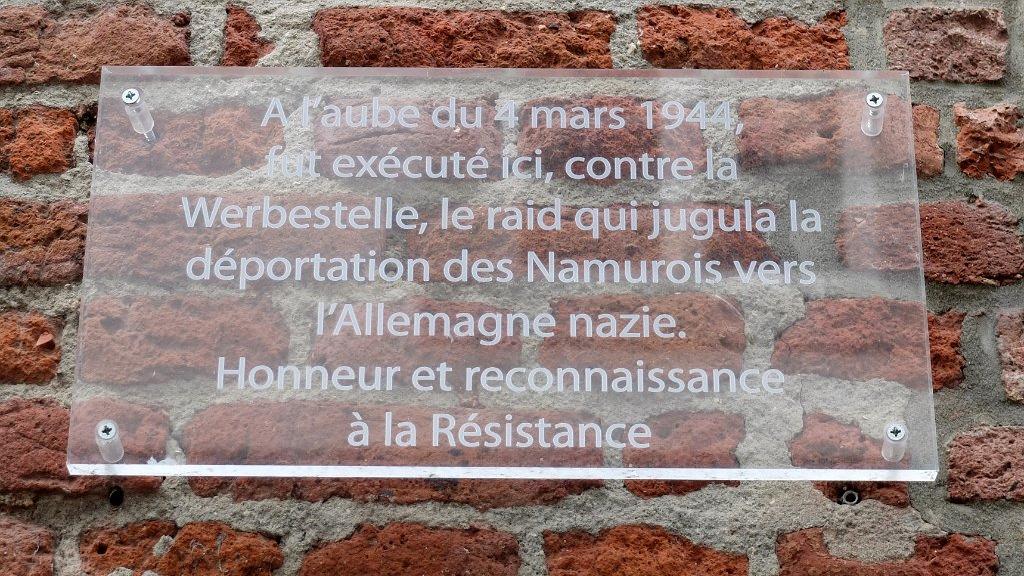 A l'aube du 4 mars 1944,
fut exécuté ici, contre la
Werbestelle, le raid qui jugula la
déportation des Namurois vers
l'Allemagne nazie.
Honneur et reconnaissance
à la Résistance